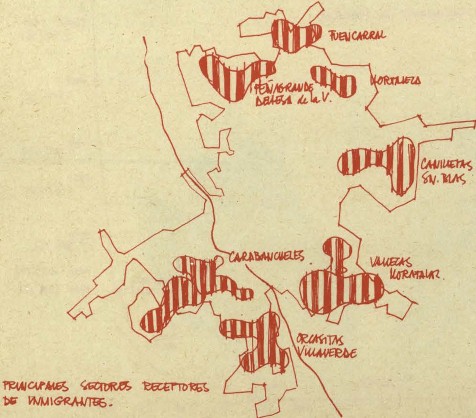 FUENCARRAL
HORTALEZA
PEÑAGRANDE
DEHESA de la V.
CANILLEJAS
SN. BLAS
CARABANCHELES
VALLECAS
MORATALAZ.
ORCASITAS
VILLAVERDE
PRINCIPALES SECTORES RECEPTORES
DE INMIGRANTES.